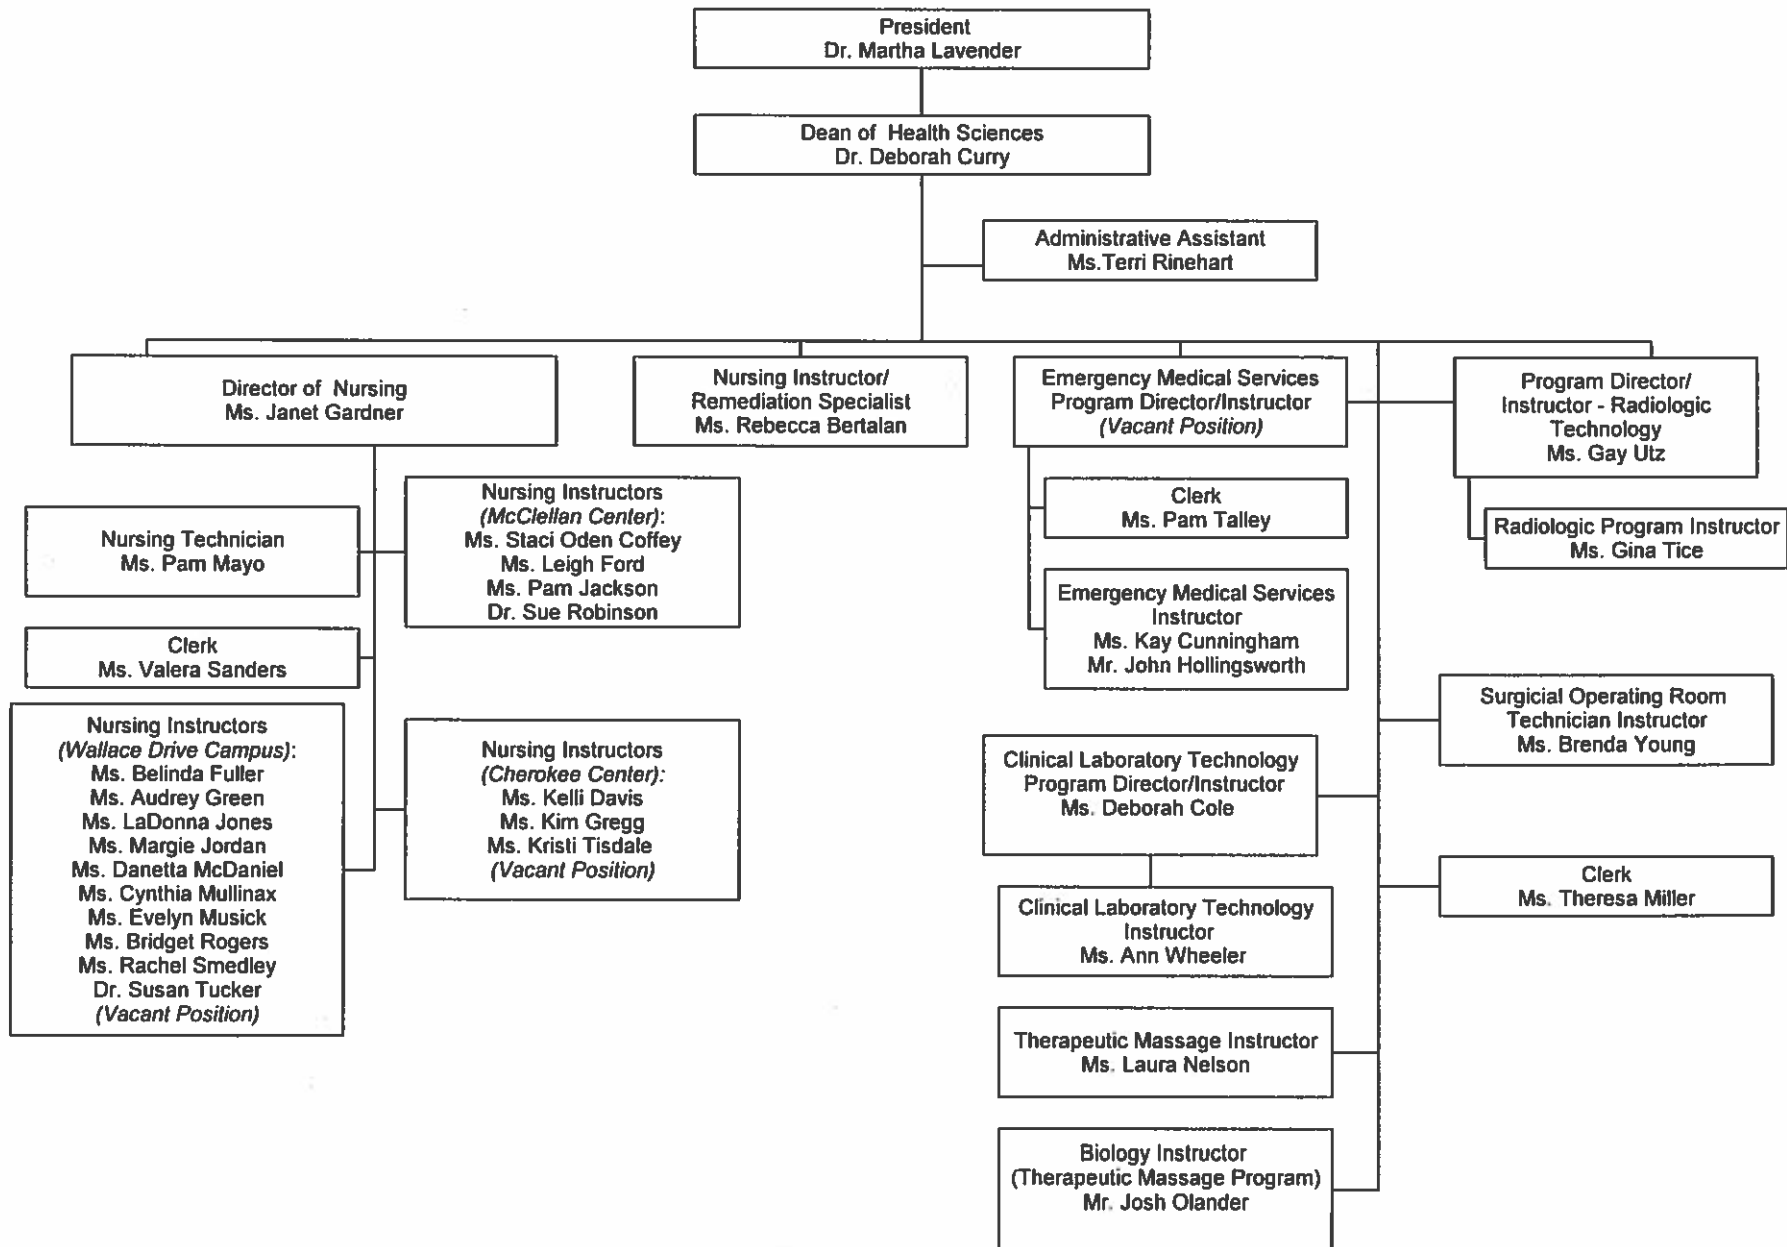 President
Dr. Martha Lavender
Dean of Health Sciences
Dr. Deborah Curry
Administrative Assistant
Ms.Terri Rinehart
Director of Nursing
Ms. Janet Gardner
Nursing Instructor/
Remediation Specialist
Ms. Rebecca Bertalan
Emergency Medical Services
Program Director/Instructor
(Vacant Position)
Program Director/
Instructor - Radiologic
Technology
Ms. Gay Utz
Nursing Technician
Ms. Pam Mayo
Nursing Instructors
(McClellan Center):
Ms. Staci Oden Coffey
Ms. Leigh Ford
Ms. Pam Jackson
Dr. Sue Robinson
Clerk
Ms. Valera Sanders
Nursing Instructors
(Wallace Drive Campus):
Ms. Belinda Fuller
Ms. Audrey Green
Ms. LaDonna Jones
Ms. Margie Jordan
Ms. Danetta McDaniel
Ms. Cynthia Mullinax
Ms. Evelyn Musick
Ms. Bridget Rogers
Ms. Rachel Smedley
Dr. Susan Tucker
(Vacant Position)
Nursing Instructors
(Cherokee Center):
Ms. Kelli Davis
Ms. Kim Gregg
Ms. Kristi Tisdale
(Vacant Position)
Clerk
Ms. Pam Talley
Emergency Medical Services
Instructor
Ms. Kay Cunningham
Mr. John Hollingsworth
Radiologic Program Instructor
Ms. Gina Tice
Clinical Laboratory Technology
Program Director/Instructor
Ms. Deborah Cole
Clinical Laboratory Technology
Instructor
Ms. Ann Wheeler
Therapeutic Massage Instructor
Ms. Laura Nelson
Biology Instructor
(Therapeutic Massage Program)
Mr. Josh Olander
Surgicial Operating Room
Technician Instructor
Ms. Brenda Young
Clerk
Ms. Theresa Miller